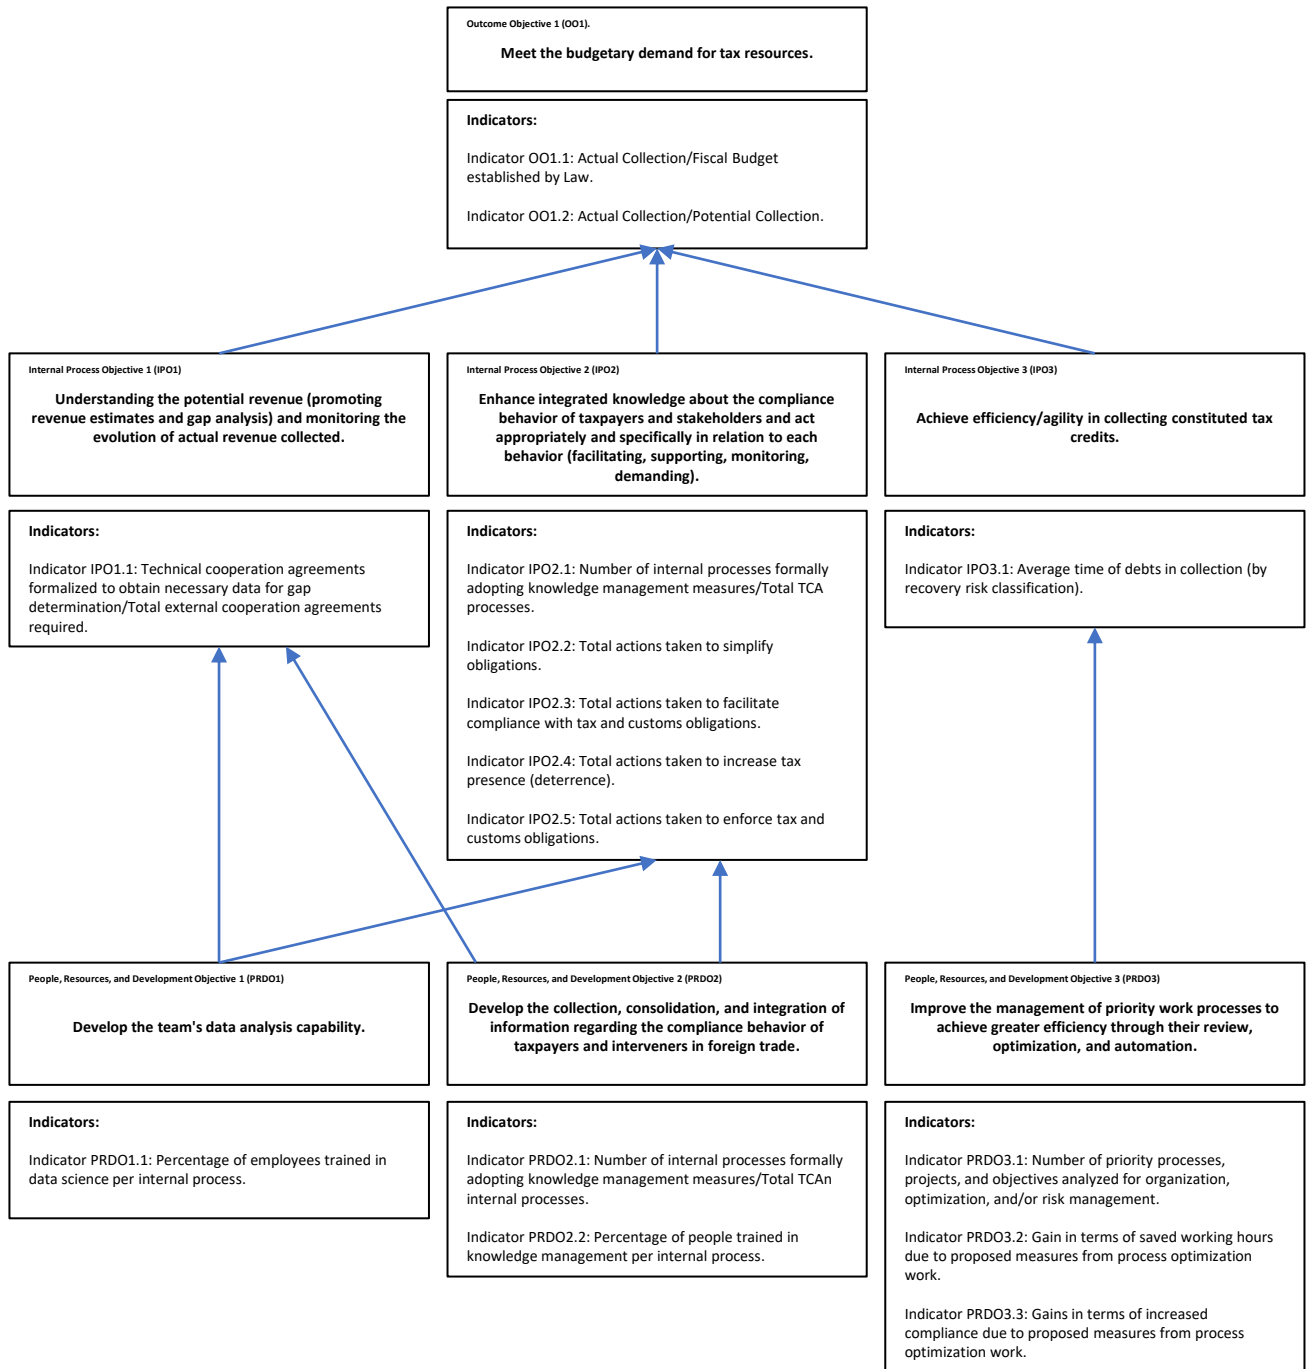 Outcome Objective 1 (OO1).
Meet the budgetary demand for tax resources.
Indicators:
Indicator OO1.1: Actual Collection/Fiscal Budget
established by Law.
Indicator OO1.2: Actual Collection/Potential Collection.
Internal Process Objective 1 (IPO1)
Understanding the potential revenue (promoting
revenue estimates and gap analysis) and monitoring the
evolution of actual revenue collected.
Indicators:
Indicator IPO1.1: Technical cooperation agreements
formalized to obtain necessary data for gap
determination/Total external cooperation agreements
required.
Internal Process Objective 2 (IPO2)
Enhance integrated knowledge about the compliance
behavior of taxpayers and stakeholders and act
appropriately and specifically in relation to each
behavior (facilitating, supporting, monitoring,
demanding).
Indicators:
Indicator IPO2.1: Number of internal processes formally
adopting knowledge management measures/Total TCA
processes.
Indicator IPO2.2: Total actions taken to simplify
obligations.
Indicator IPO2.3: Total actions taken to facilitate
compliance with tax and customs obligations.
Indicator IPO2.4: Total actions taken to increase tax
presence (deterrence).
Indicator IPO2.5: Total actions taken to enforce tax and
customs obligations.
Internal Process Objective 3 (IPO3)
Achieve efficiency/agility in collecting constituted tax
credits.
Indicators:
Indicator IPO3.1: Average time of debts in collection (by
recovery risk classification).
People, Resources, and Development Objective 1 (PRDO1)
Develop the team's data analysis capability.
Indicators:
Indicator PRDO1.1: Percentage of employees trained in
data science per internal process.
People, Resources, and Development Objective 2 (PRDO2)
Develop the collection, consolidation, and integration of
information regarding the compliance behavior of
taxpayers and interveners in foreign trade.
Indicators:
Indicator PRDO2.1: Number of internal processes formally
adopting knowledge management measures/Total TCAn
internal processes.
Indicator PRDO2.2: Percentage of people trained in
knowledge management per internal process.
People, Resources, and Development Objective 3 (PRDO3)
Improve the management of priority work processes to
achieve greater efficiency through their review,
optimization, and automation.
Indicators:
Indicator PRDO3.1: Number of priority processes,
projects, and objectives analyzed for organization,
optimization, and/or risk management.
Indicator PRDO3.2: Gain in terms of saved working hours
due to proposed measures from process optimization
work.
Indicator PRDO3.3: Gains in terms of increased
compliance due to proposed measures from process
optimization work.